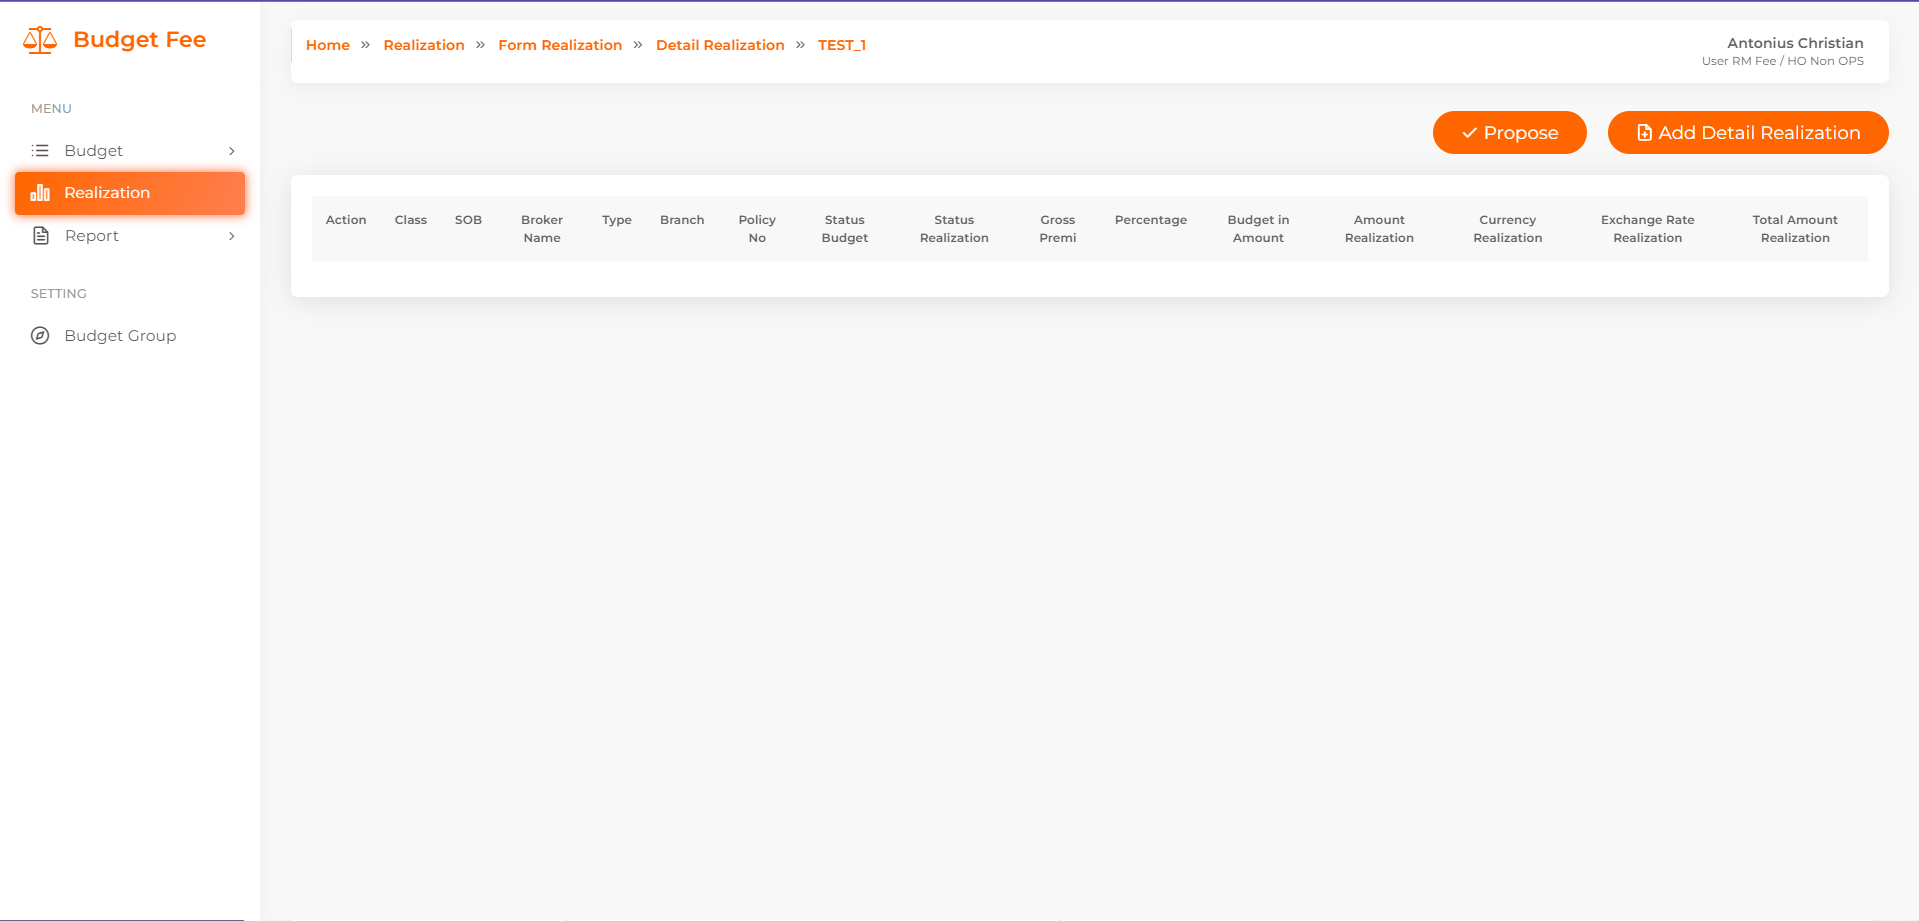 Budget Fee
MENU
Budget
Realization
Report
SETTING
Budget Group
Home » Realization » Form Realization » Detail Realization » TEST_1
Antonius Christian
User RM Fee / HO Non OPS
Propose
Add Detail Realization
Action Class SOB Broker Name Type Branch Policy No Status Budget Status Realization Gross Premi Percentage Budget in Amount Amount Realization Currency Realization Exchange Rate Realization Total Amount Realization